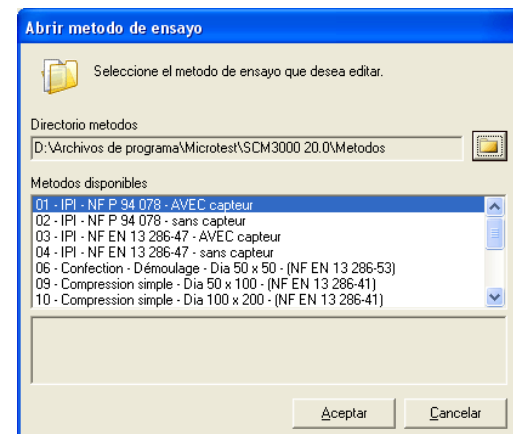 Abrir metodo de ensayo
Seleccione el metodo de ensayo que desea editar.
Directorio metodos
D:\Archivos de programa\Microtest\SCM3000 20.0\Metodos
Metodos disponibles
01 - IPI - NF P 94 078 - AVEC capteur
02 - IPI - NF P 94 078 - sans capteur
03 - IPI - NF EN 13 286-47 - AVEC capteur
04 - IPI - NF EN 13 286-47 - sans capteur
06 - Confection - Démoulage - Dia 50 x 50 - (NF EN 13 286-53)
09 - Compression simple - Dia 50 x 100 - (NF EN 13 286-41)
10 - Compression simple - Dia 100 x 200 - (NF EN 13 286-41)
Aceptar Cancelar